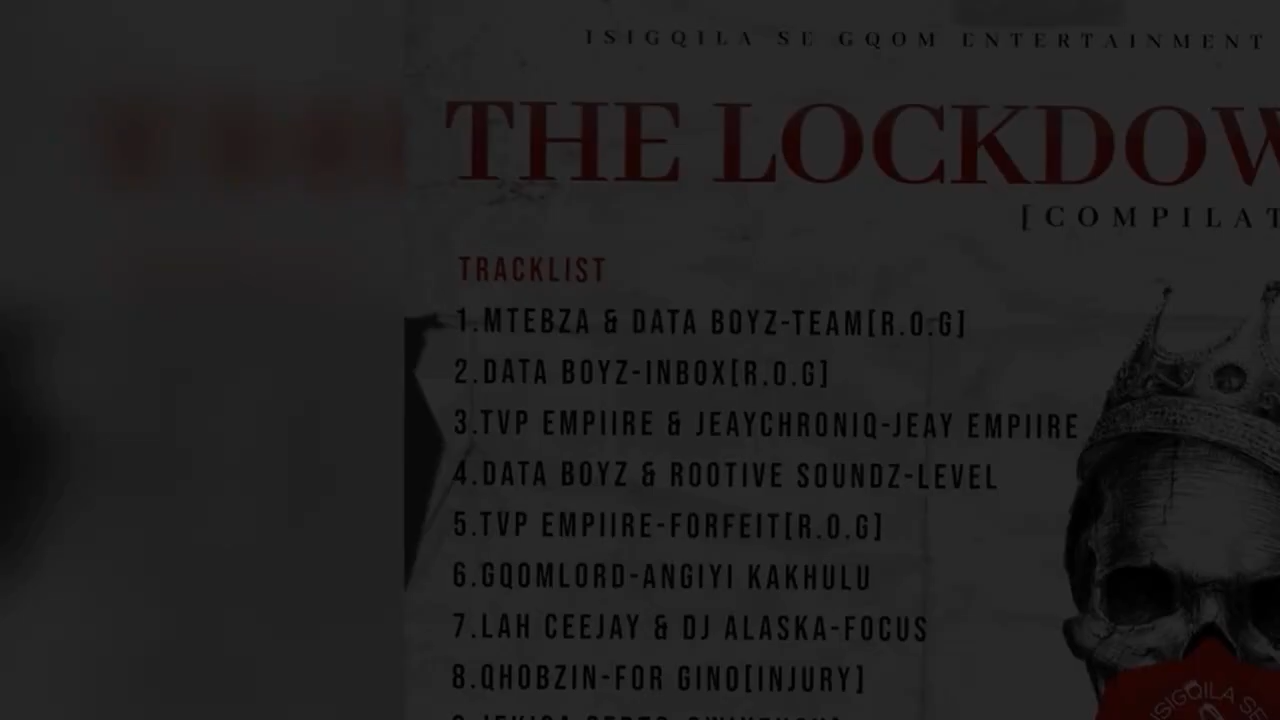 ISIGQILA SE GQOM ENTERTAINMENT
THE LOCKDOW
[COMPILAT
TRACKLIST
1.MTEBZA & DATA BOYZ-TEAM[R.O.G]
2.DATA BOYZ-INBOX[R.O.G]
3.TVP EMPIIRE & JEAYCHRONIQ-JEAY EMPIIRE
4.DATA BOYZ & ROOTIVE SOUNDZ-LEVEL
5.TVP EMPIIRE-FORFEIT[R.O.G]
6.GQOMLORD-ANGIYI KAKHULU
7.LAH CEEJAY & DJ ALASKA-FOCUS
8.QHOBZIN-FOR GINO[INJURY]
ISIGQILA SE